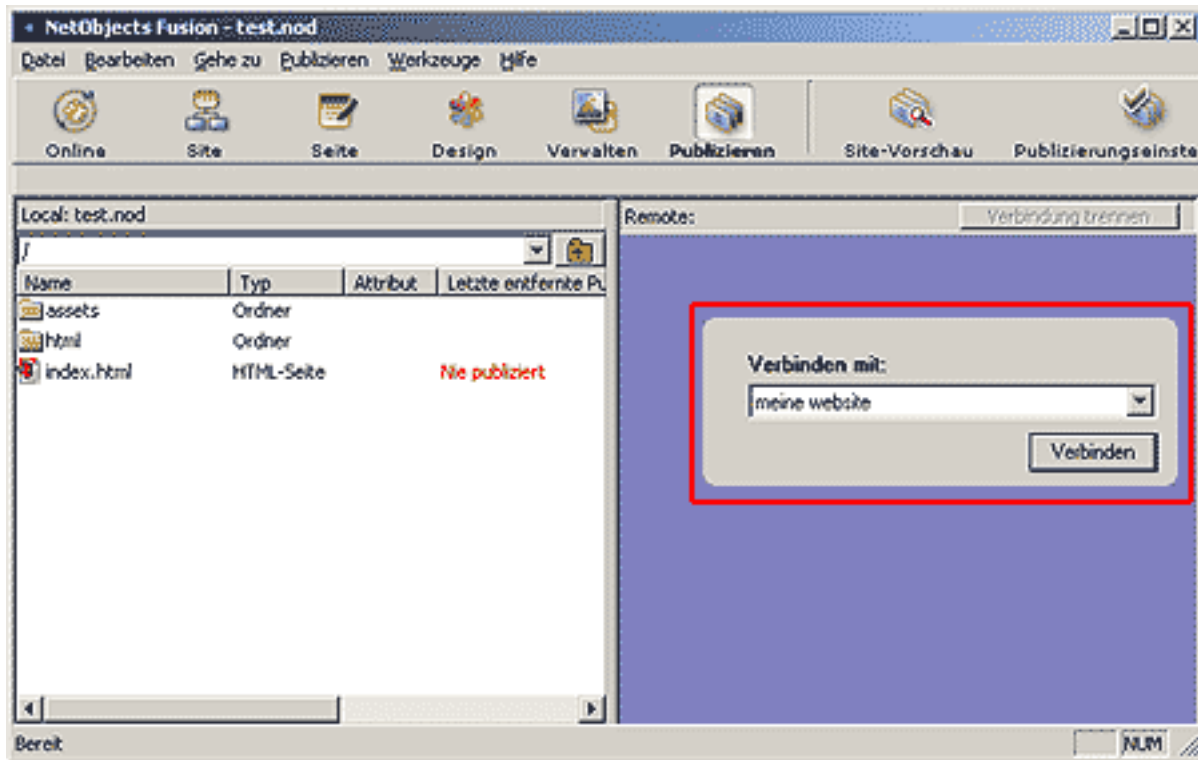 NetObjects Fusion - test.nod
Datei Bearbeiten Gehe zu Publizieren Werkzeuge Hilfe
Online Site Seite Design Verwalten Publizieren Site-Vorschau Publizierungseinste
Local: test.nod
Remote: Verbindung trennen
/
Name Typ Attribut Letzte entfernte Pu
assets Ordner
html Ordner
index.html HTML-Seite Nie publiziert
Verbinden mit:
meine website
Verbinden
Bereit NUM